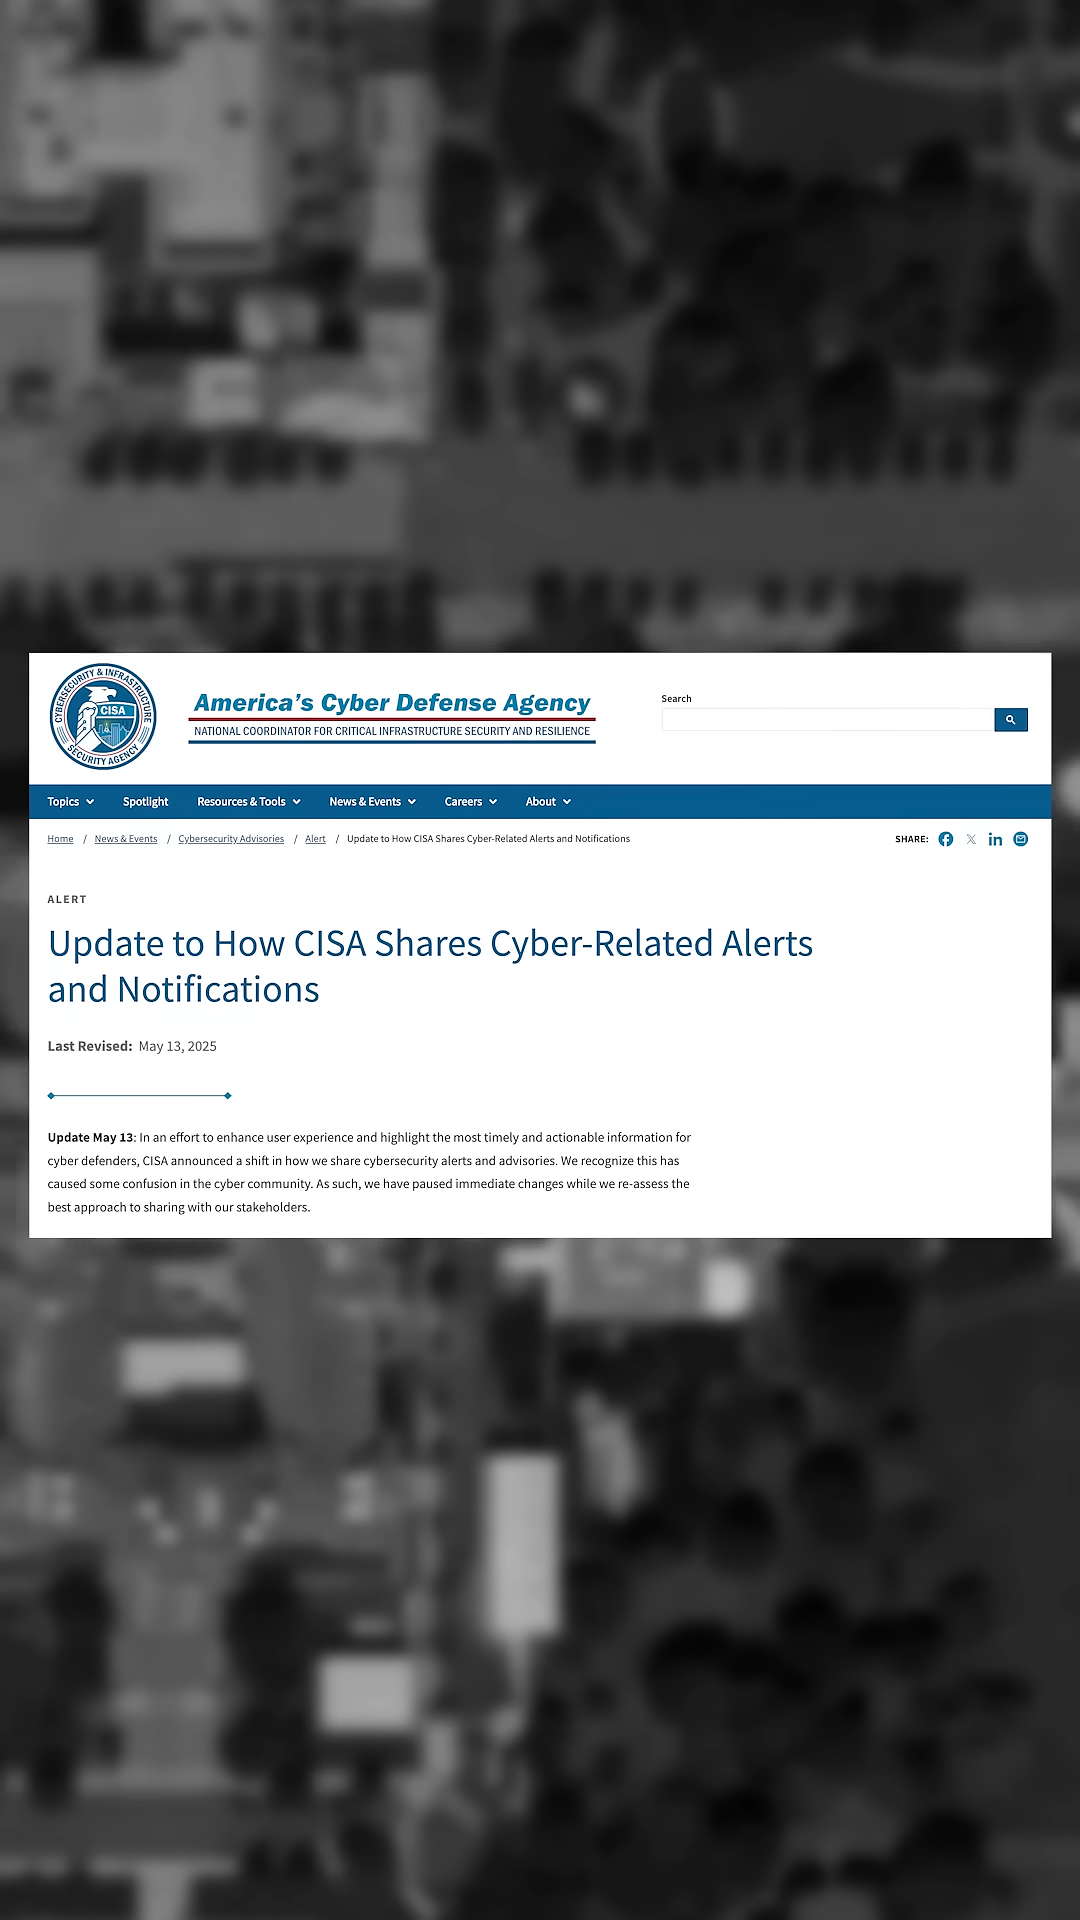 CYBERSECURITY & INFRASTRUCTURE
CISA
SECURITY AGENCY
America's Cyber Defense Agency
NATIONAL COORDINATOR FOR CRITICAL INFRASTRUCTURE SECURITY AND RESILIENCE
Search
Topics Spotlight Resources & Tools News & Events Careers About
Home / News & Events / Cybersecurity Advisories / Alert / Update to How CISA Shares Cyber-Related Alerts and Notifications SHARE:
ALERT
Update to How CISA Shares Cyber-Related Alerts
and Notifications
Last Revised: May 13, 2025
Update May 13: In an effort to enhance user experience and highlight the most timely and actionable information for
cyber defenders, CISA announced a shift in how we share cybersecurity alerts and advisories. We recognize this has
caused some confusion in the cyber community. As such, we have paused immediate changes while we re-assess the
best approach to sharing with our stakeholders.